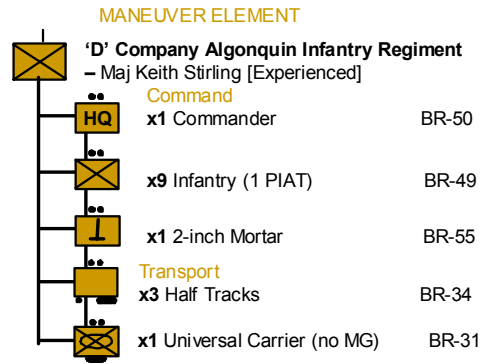 MANEUVER ELEMENT
‘D’ Company Algonquin Infantry Regiment
– Maj Keith Stirling [Experienced]
Command
HQ x1 Commander BR-50
x9 Infantry (1 PIAT) BR-49
x1 2-inch Mortar BR-55
Transport
x3 Half Tracks BR-34
x1 Universal Carrier (no MG) BR-31